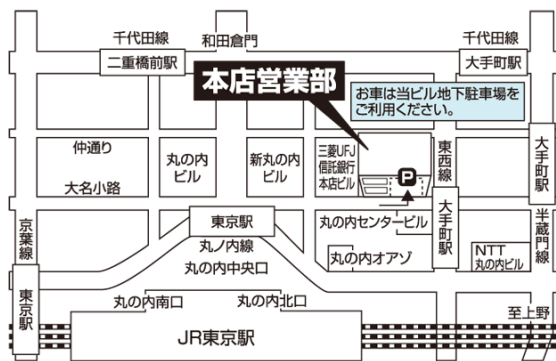 千代田線
二重橋前駅
和田倉門
千代田線
大手町駅
本店営業部
お車は当ビル地下駐車場を
ご利用ください。
仲通り
大名小路
丸の内
ビル
新丸の内
ビル
三菱UFJ
信託銀行
本店ビル
P
東西線
大手町駅
大手町駅
半蔵門線
京葉線
東京駅
東京駅
丸ノ内線
丸の内中央口
丸の内センタービル
丸の内オアゾ
NTT
丸の内ビル
丸の内南口
丸の内北口
至上野
JR東京駅